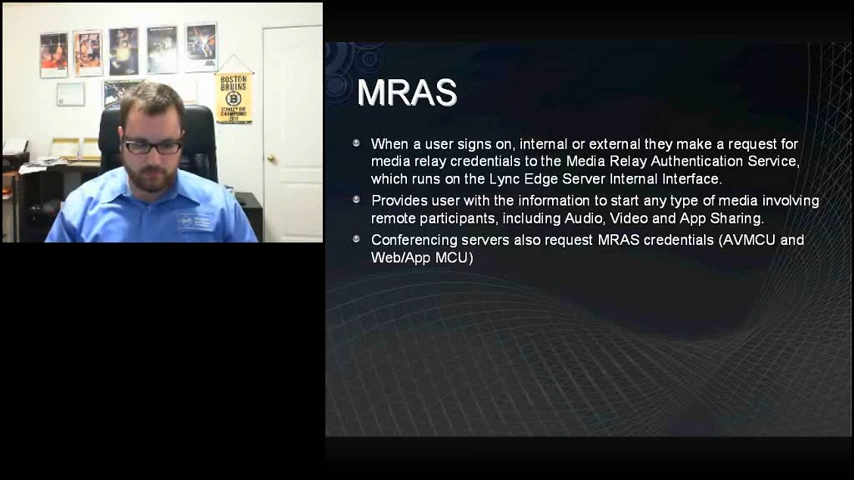 BOSTON
BRUINS
MRAS
When a user signs on, internal or external they make a request for
media relay credentials to the Media Relay Authentication Service,
which runs on the Lync Edge Server Internal Interface.
Provides user with the information to start any type of media involving
remote participants, including Audio, Video and App Sharing.
Conferencing servers also request MRAS credentials (AVMCU and
Web/App MCU)